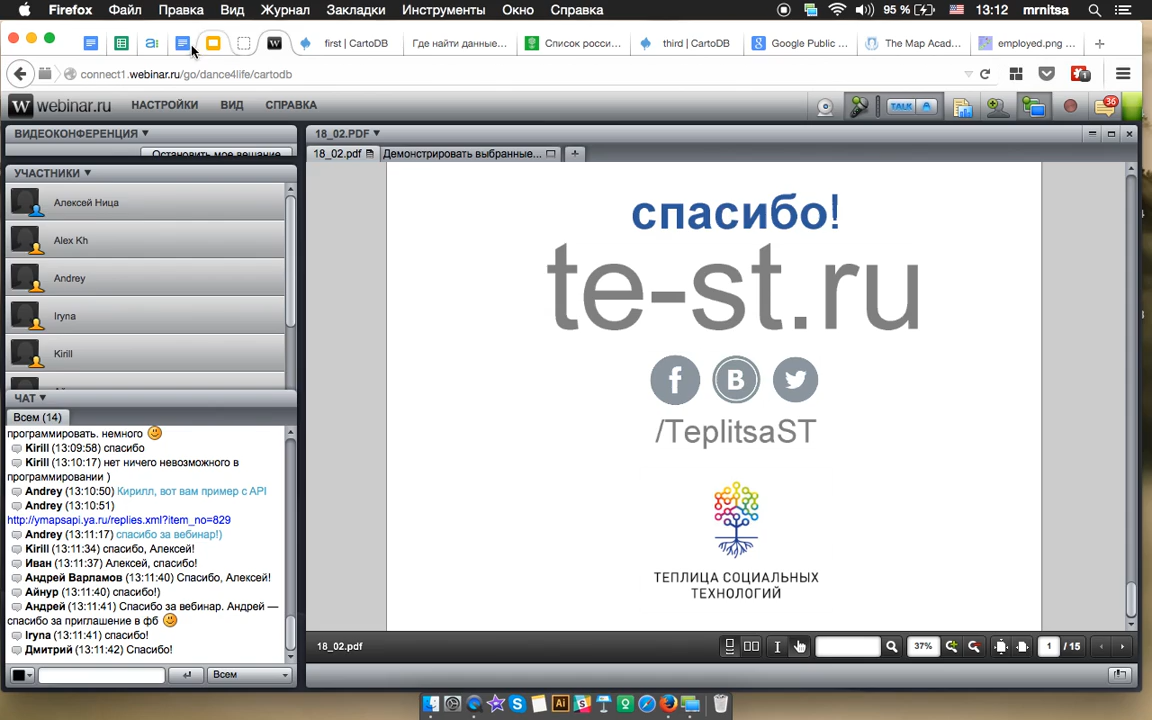 Firefox Файл Правка Вид Журнал Закладки Инструменты Окно Справка 95 % 13:12 mrnitsa
first | CartoDB Где найти данные... Список росси... third | CartoDB Google Public ... The Map Acad... employed.png ...
connect1.webinar.ru/go/dance4life/cartodb
webinar.ru НАСТРОЙКИ ВИД СПРАВКА TALK 36
ВИДЕОКОНФЕРЕНЦИЯ
Остановить мое вещание
УЧАСТНИКИ
Алексей Ница
Alex Kh
Andrey
Iryna
Kirill
ЧАТ
Всем (14)
программировать. немного
Kirill (13:09:58) спасибо
Kirill (13:10:17) нет ничего невозможного в
программировании )
Andrey (13:10:50) Кирилл, вот вам пример с API
Andrey (13:10:51)
http://ymapsapi.ya.ru/replies.xml?item_no=829
Andrey (13:11:17) спасибо за вебинар!)
Kirill (13:11:34) спасибо, Алексей!
Иван (13:11:37) Алексей, спасибо!
Андрей Варламов (13:11:40) Спасибо, Алексей!
Айнур (13:11:40) спасибо!)
Андрей (13:11:41) Спасибо за вебинар. Андрей —
спасибо за приглашение в фб
Iryna (13:11:41) спасибо!
Дмитрий (13:11:42) Спасибо!
Всем
18_02.PDF
18_02.pdf Демонстрировать выбранные...
спасибо!
te-st.ru
/TeplitsaST
ТЕПЛИЦА СОЦИАЛЬНЫХ
ТЕХНОЛОГИЙ
18_02.pdf 37% 1 / 15